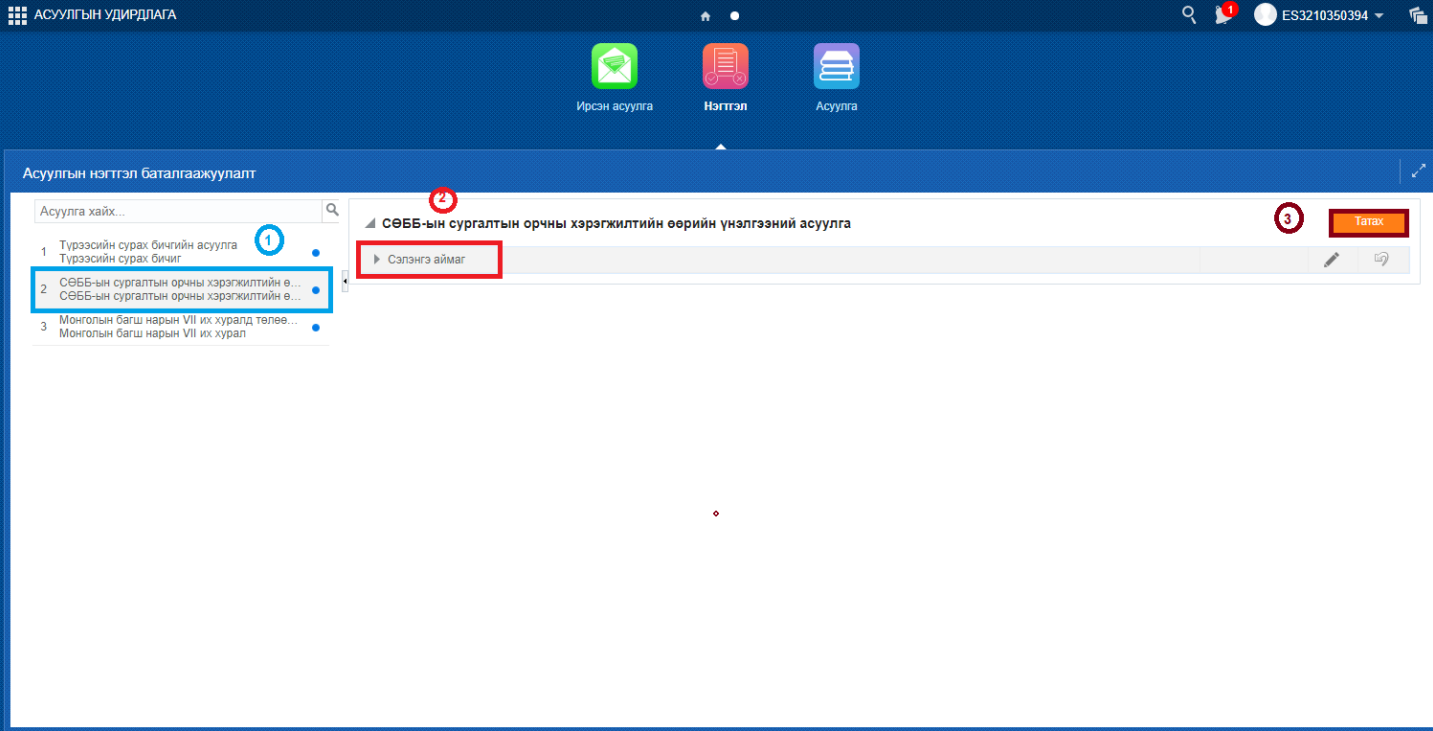 АСУУЛГЫН УДИРДЛАГА
1
ES3210350394
Ирсэн асуулга
Нэгтгэл
Асуулга
Асуулгын нэгтгэл баталгаажуулалт
Асуулга хайх...
1
1
Түрээсийн сурах бичгийн асуулга
Түрээсийн сурах бичиг
2
СӨББ-ын сургалтын орчны хэрэгжилтийн ө...
СӨББ-ын сургалтын орчны хэрэгжилтийн ө...
3
Монголын багш нарын VII их хуралд төлөө...
Монголын багш нарын VII их хурал
2
СӨББ-ын сургалтын орчны хэрэгжилтийн өөрийн үнэлгээний асуулга
3
Татах
Сэлэнгэ аймаг